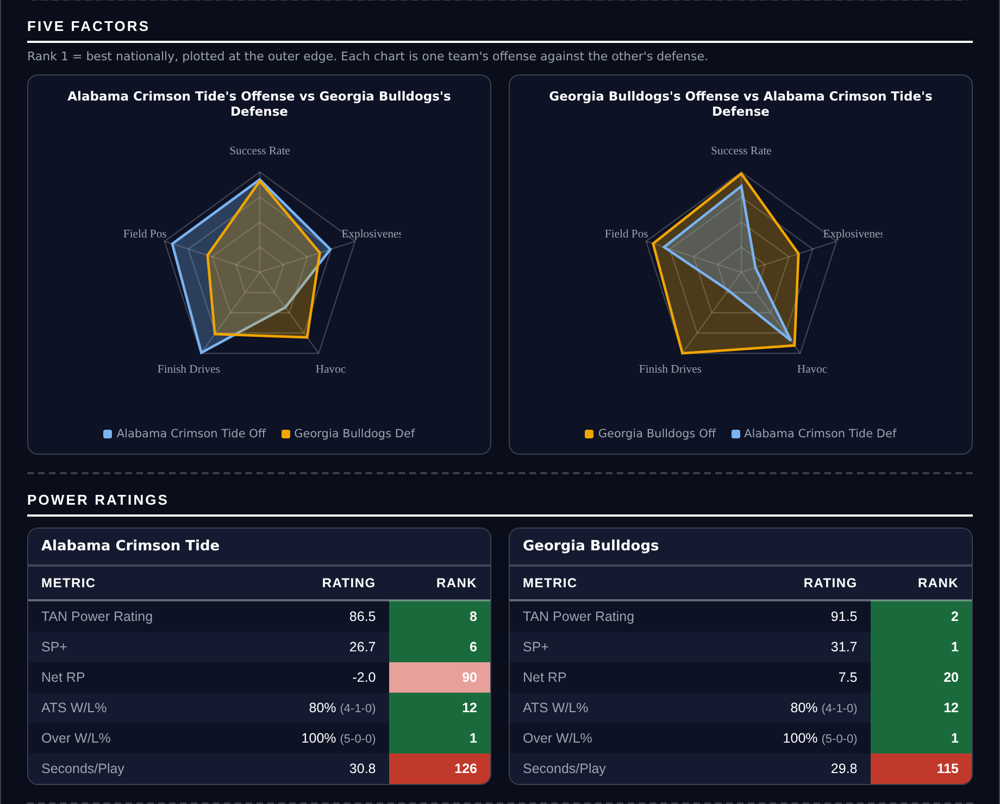 FIVE FACTORS
Rank 1 = best nationally, plotted at the outer edge. Each chart is one team's offense against the other's defense.
Alabama Crimson Tide's Offense vs Georgia Bulldogs's
Defense
Success Rate
Field Pos
Explosivenes
Finish Drives
Havoc
Alabama Crimson Tide Off
Georgia Bulldogs Def
Georgia Bulldogs's Offense vs Alabama Crimson Tide's
Defense
Success Rate
Field Pos
Explosivenes
Finish Drives
Havoc
Georgia Bulldogs Off
Alabama Crimson Tide Def
POWER RATINGS
Alabama Crimson Tide
METRIC RATING RANK
TAN Power Rating 86.5 8
SP+ 26.7 6
Net RP -2.0 90
ATS W/L% 80% (4-1-0) 12
Over W/L% 100% (5-0-0) 1
Seconds/Play 30.8 126
Georgia Bulldogs
METRIC RATING RANK
TAN Power Rating 91.5 2
SP+ 31.7 1
Net RP 7.5 20
ATS W/L% 80% (4-1-0) 12
Over W/L% 100% (5-0-0) 1
Seconds/Play 29.8 115